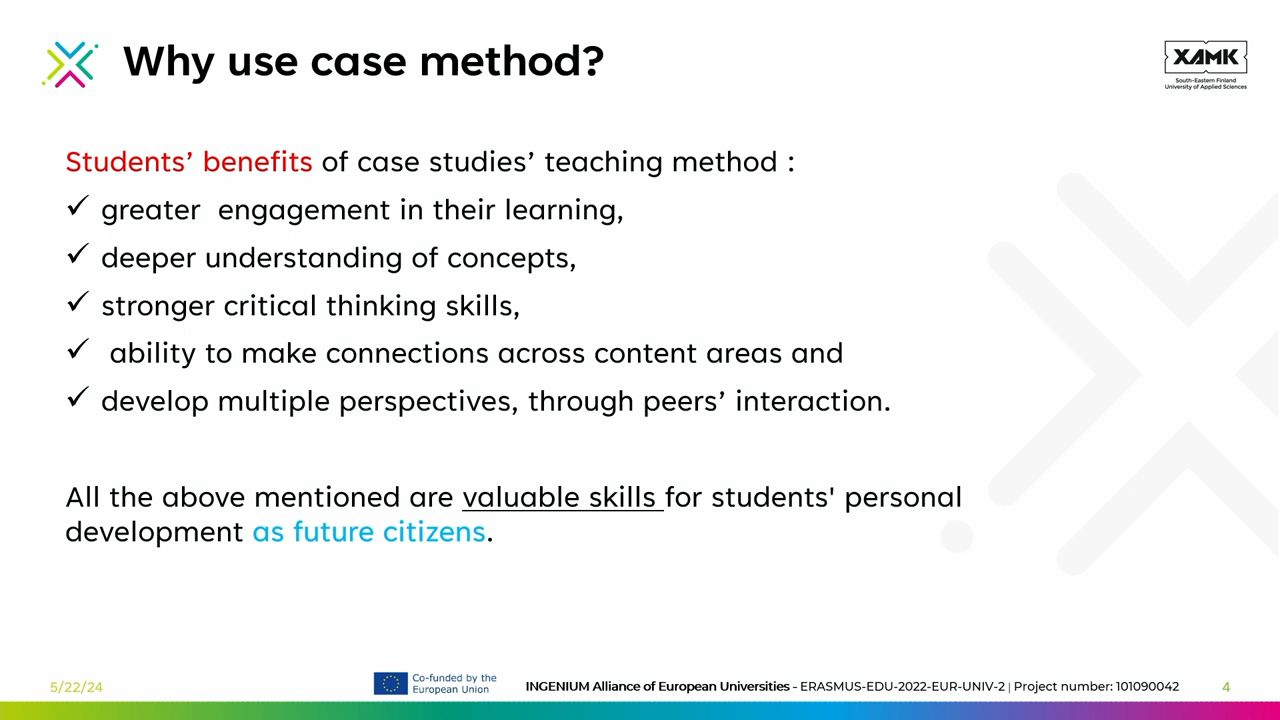 Why use case method?
XAMK
South-Eastern Finland
University of Applied Sciences
Students’ benefits of case studies’ teaching method :
✓ greater  engagement in their learning,
✓ deeper understanding of concepts,
✓ stronger critical thinking skills,
✓  ability to make connections across content areas and
✓ develop multiple perspectives, through peers’ interaction.
All the above mentioned are valuable skills for students' personal
development as future citizens.
5/22/24
Co-funded by the
European Union
INGENIUM Alliance of European Universities - ERASMUS-EDU-2022-EUR-UNIV-2 | Project number: 101090042
4